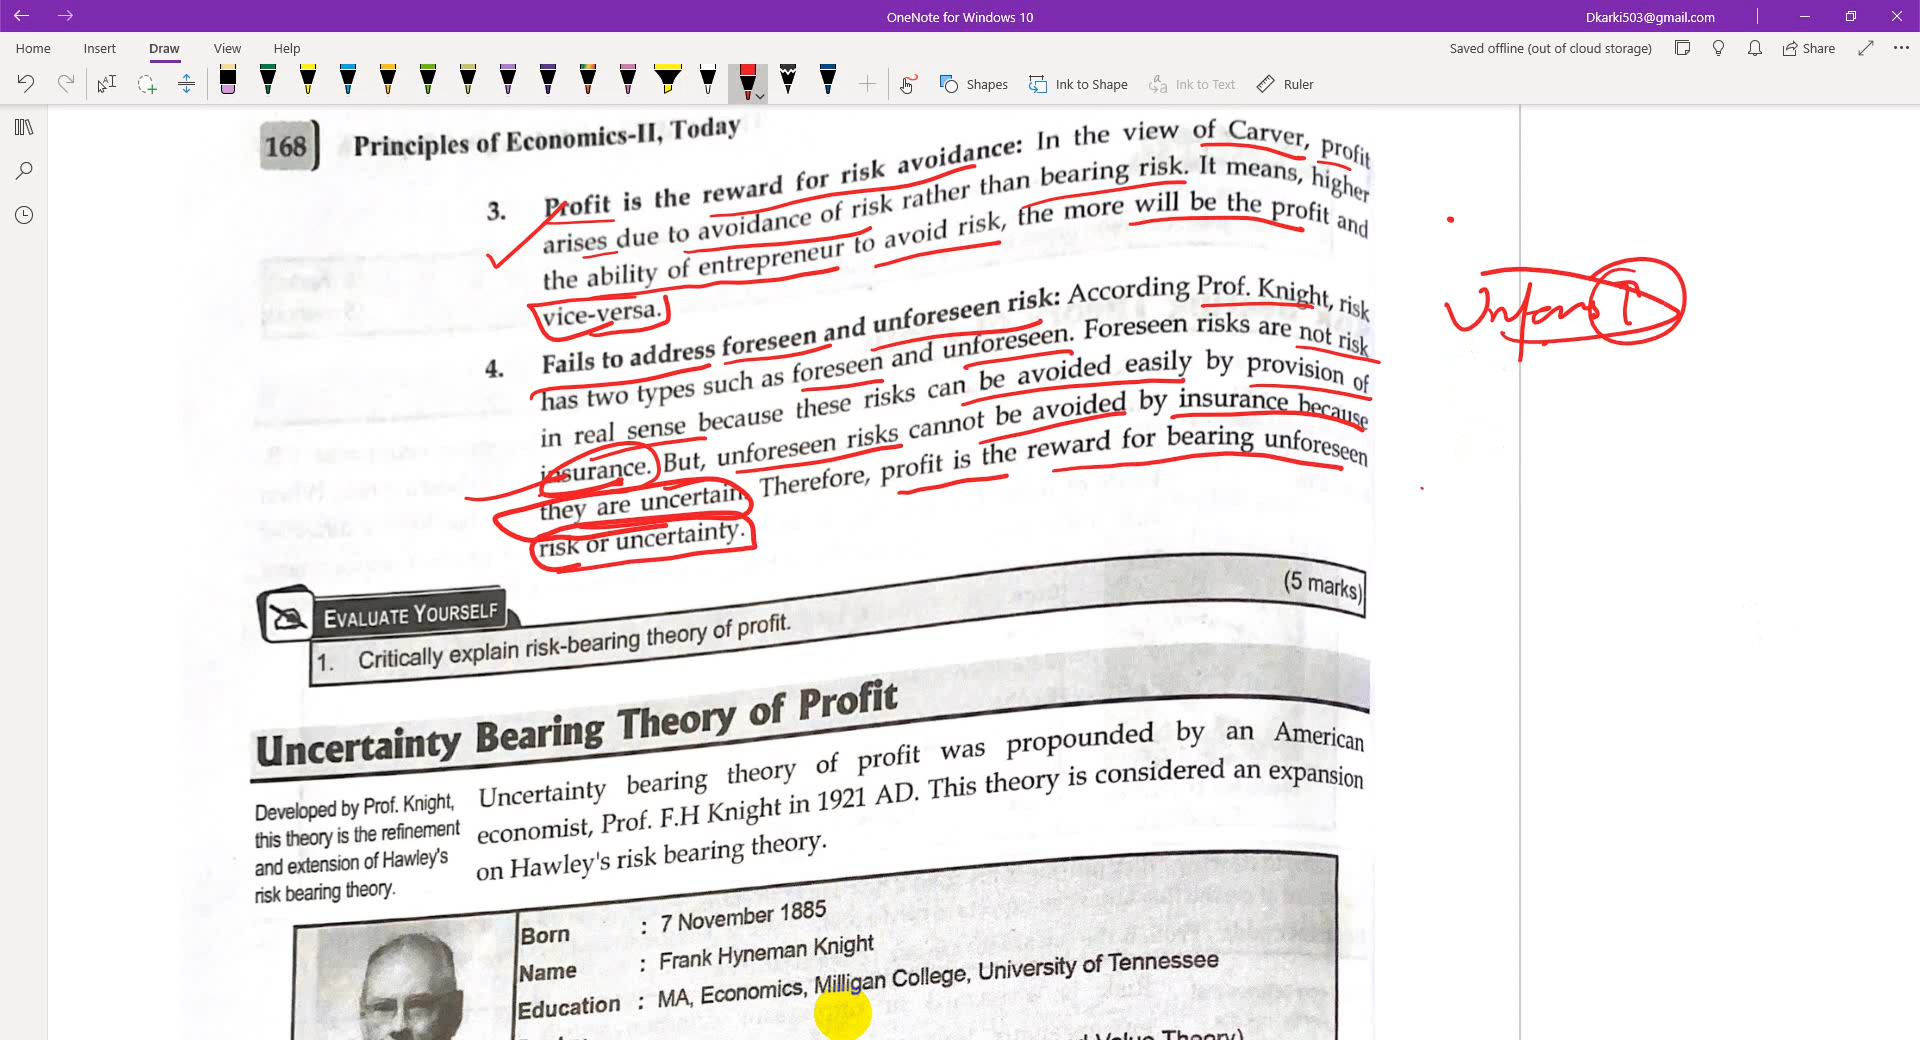 OneNote for Windows 10
Dkarki503@gmail.com
Home Insert Draw View Help
Saved offline (out of cloud storage)
Share
Shapes
Ink to Shape
Ink to Text
Ruler
168 Principles of Economics-II, Today
3. Profit is the reward for risk avoidance: In the view of Carver, profit
arises due to avoidance of risk rather than bearing risk. It means, higher
the ability of entrepreneur to avoid risk, the more will be the profit and
vice-versa.
4. Fails to address foreseen and unforeseen risk: According Prof. Knight, risk
has two types such as foreseen and unforeseen. Foreseen risks are not risk
in real sense because these risks can be avoided easily by provision of
insurance. But, unforeseen risks cannot be avoided by insurance because
they are uncertain. Therefore, profit is the reward for bearing unforeseen
risk or uncertainty.
EVALUATE YOURSELF
(5 marks)
1. Critically explain risk-bearing theory of profit.
Uncertainty Bearing Theory of Profit
Developed by Prof. Knight,
this theory is the refinement
and extension of Hawley's
risk bearing theory.
Uncertainty bearing theory of profit was propounded by an American
economist, Prof. F.H Knight in 1921 AD. This theory is considered an expansion
on Hawley's risk bearing theory.
Born : 7 November 1885
Name : Frank Hyneman Knight
Education : MA, Economics, Milligan College, University of Tennessee
Value Theory)